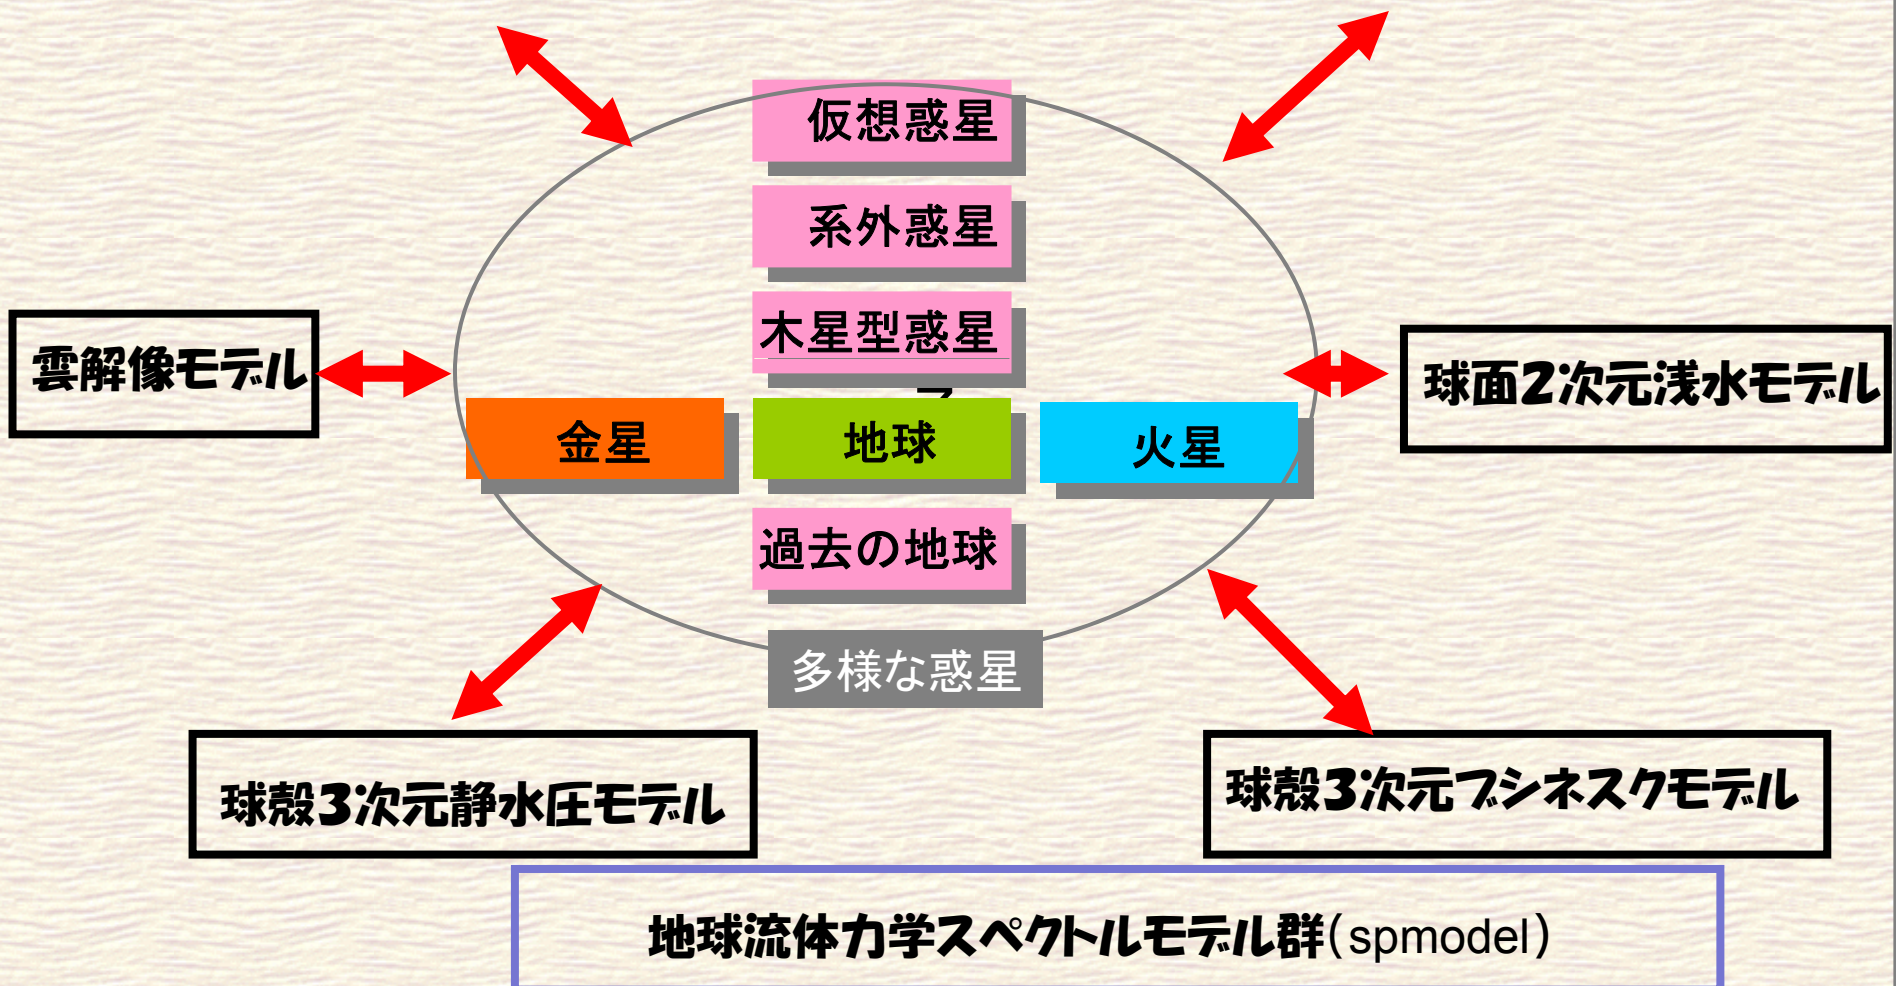 仮想惑星
系外惑星
木星型惑星
雲解像モデル
球面2次元浅水モデル
金星
地球
火星
過去の地球
多様な惑星
球殻3次元静水圧モデル
球殻3次元ブシネスクモデル
地球流体力学スペクトルモデル群(spmodel)